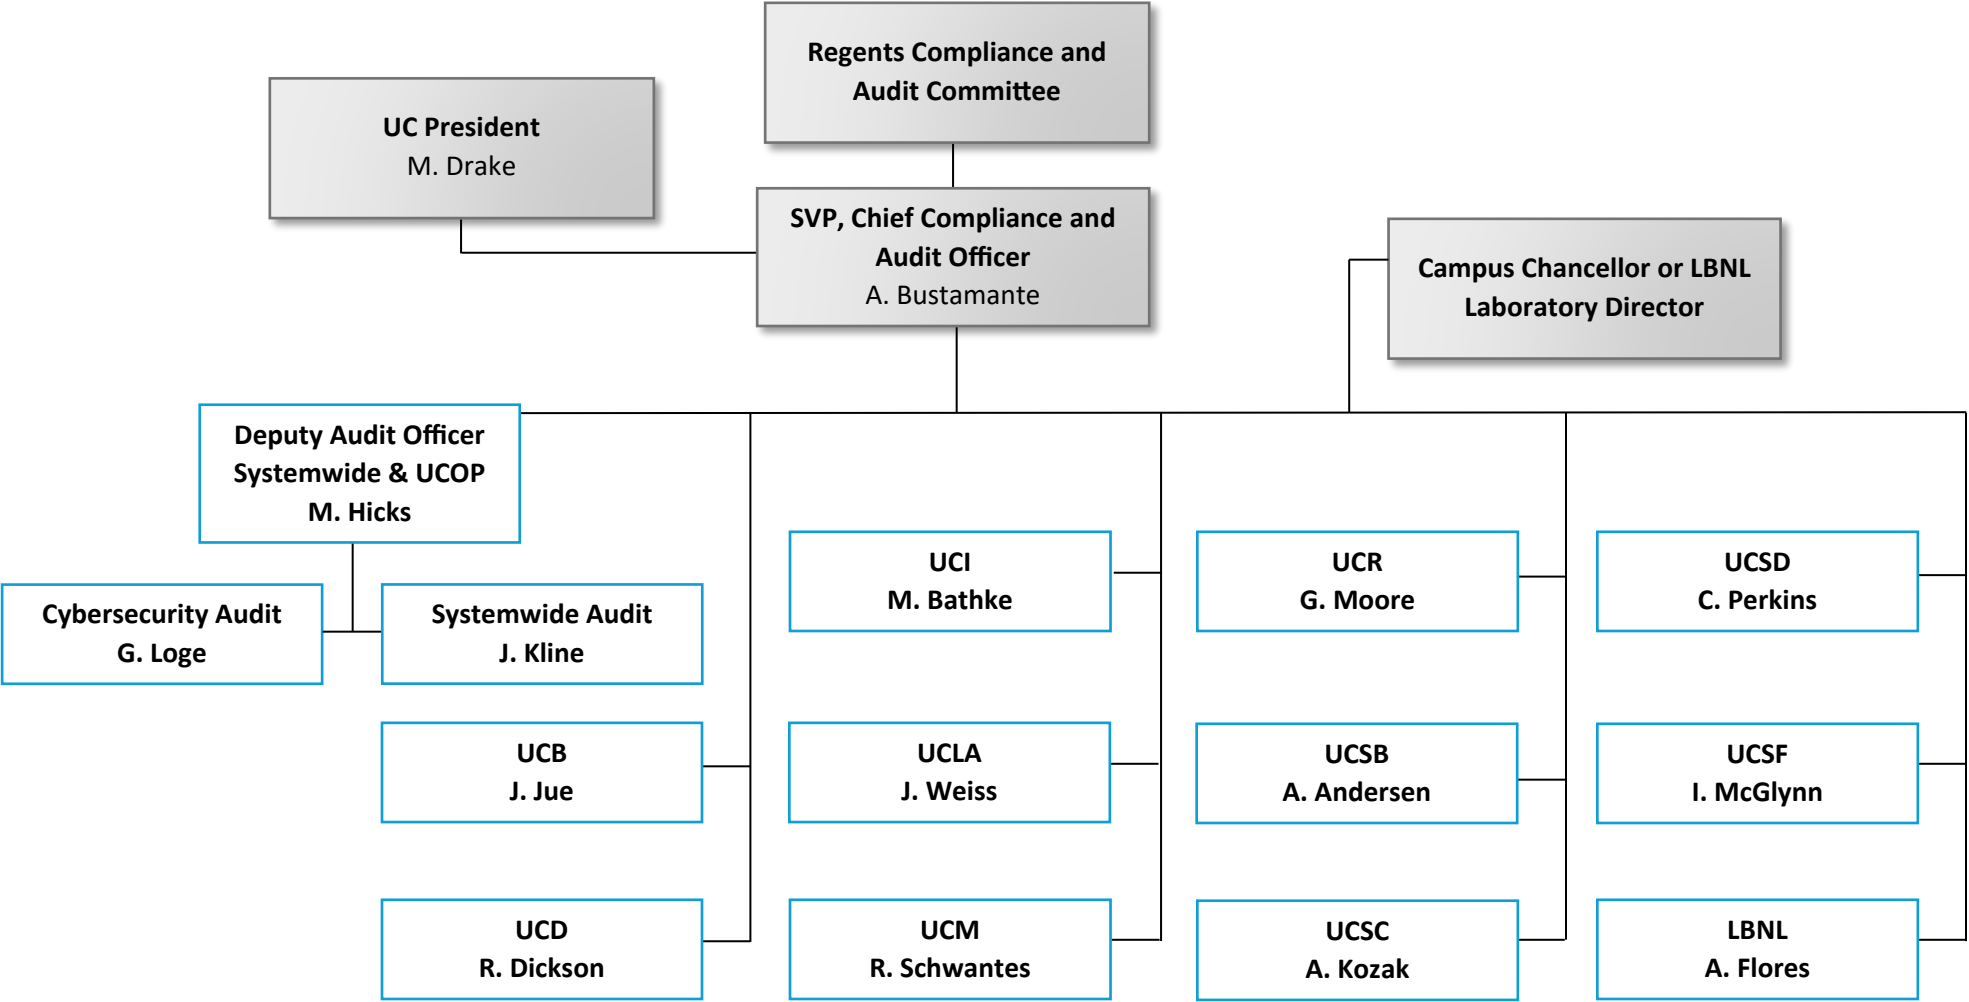 Regents Compliance and
Audit Committee
UC President
M. Drake
SVP, Chief Compliance and
Audit Officer
A. Bustamante
Campus Chancellor or LBNL
Laboratory Director
Deputy Audit Officer
Systemwide & UCOP
M. Hicks
Cybersecurity Audit
G. Loge
Systemwide Audit
J. Kline
UCB
J. Jue
UCD
R. Dickson
UCI
M. Bathke
UCLA
J. Weiss
UCM
R. Schwantes
UCR
G. Moore
UCSB
A. Andersen
UCSC
A. Kozak
UCSD
C. Perkins
UCSF
I. McGlynn
LBNL
A. Flores